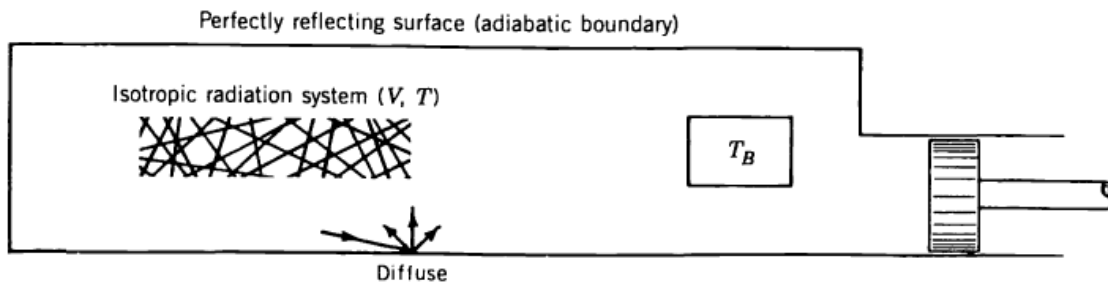 Perfectly reflecting surface (adiabatic boundary)
Isotropic radiation system (V, T)
T_B
Diffuse